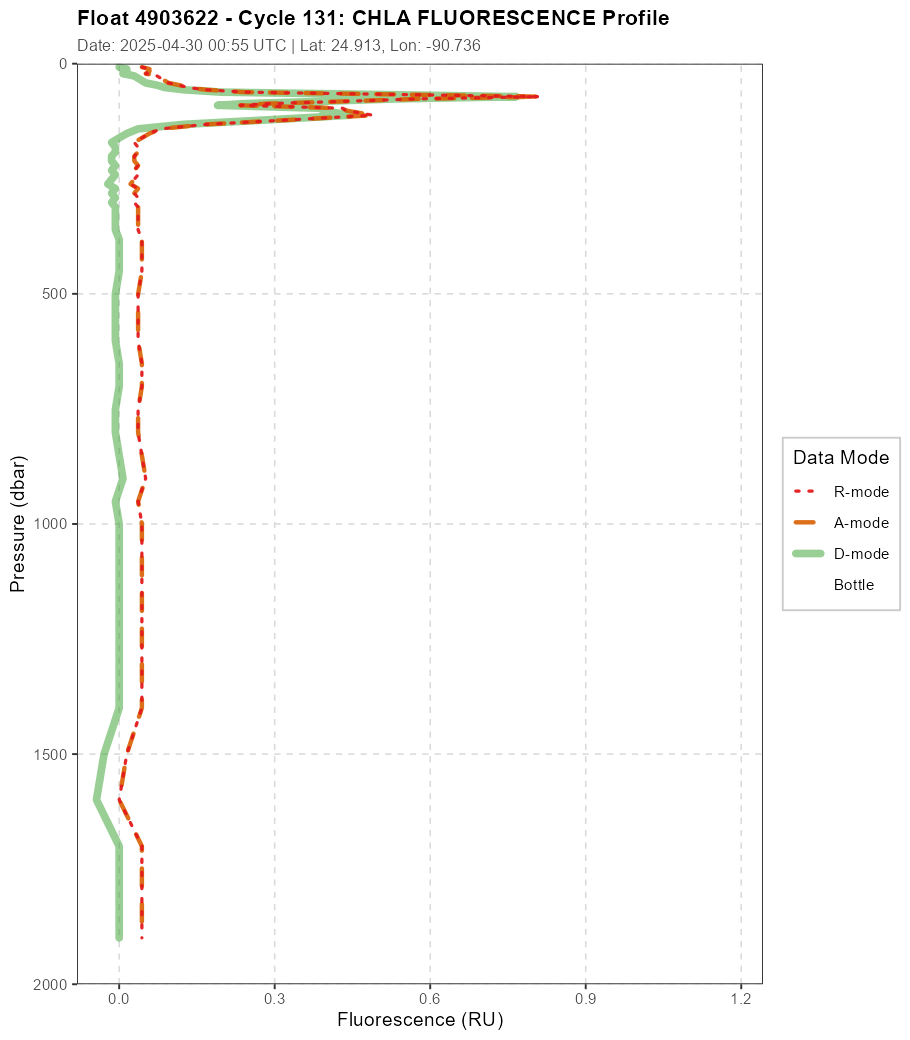 Float 4903622 - Cycle 131: CHLA FLUORESCENCE Profile
Date: 2025-04-30 00:55 UTC | Lat: 24.913, Lon: -90.736
0
500
1000
1500
2000
Pressure (dbar)
0.0
0.3
0.6
0.9
1.2
Fluorescence (RU)
Data Mode
R-mode
A-mode
D-mode
Bottle